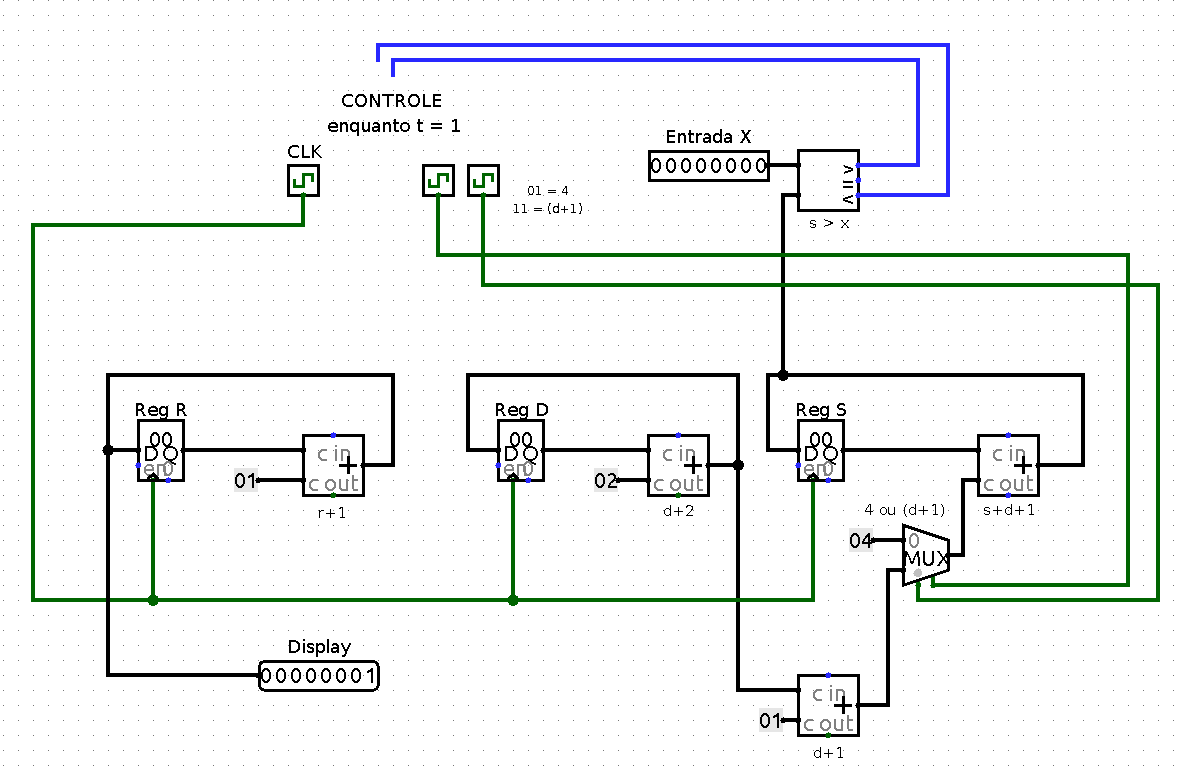 CONTROLE
enquanto t = 1
CLK
Entrada X
00000000
01 = 4
11 = (d+1)
s > x
Reg R
00
D Q
en 0
01
c in
+
c out
r+1
Reg D
00
D Q
en 0
02
c in
+
c out
d+2
Reg S
00
D Q
en 0
c in
+
c out
s+d+1
4 ou (d+1)
04
0
MUX
Display
00000001
01
c in
+
c out
d+1